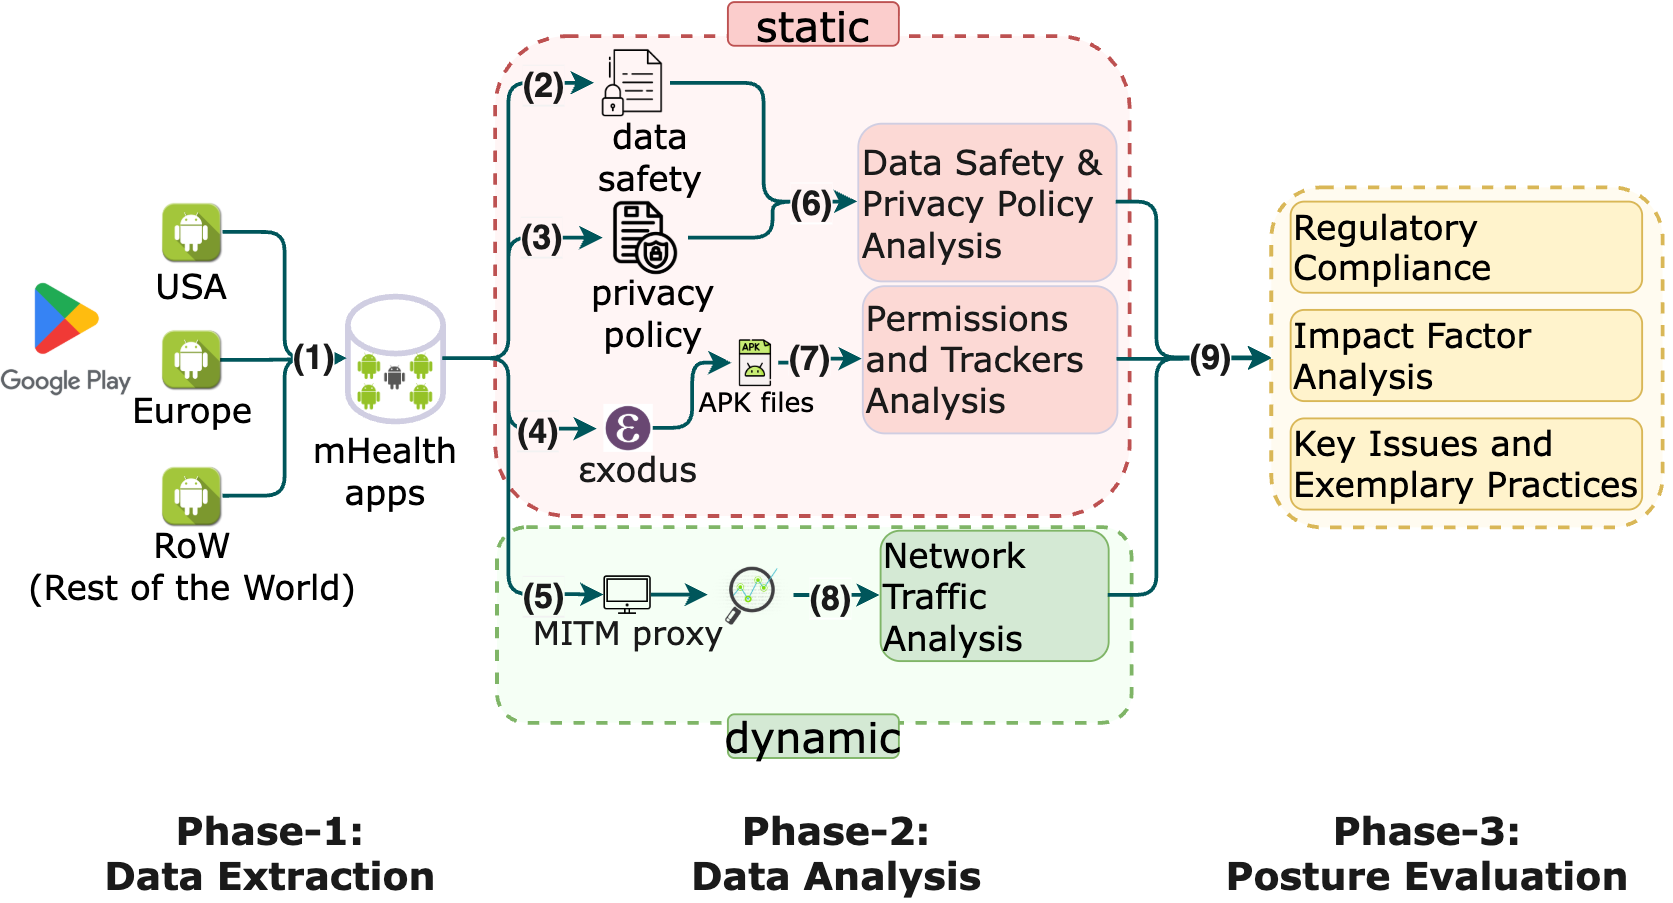 static
(2)
data
safety
(3)
privacy
policy
(6)
Data Safety &
Privacy Policy
Analysis
USA
Google Play
Europe
RoW
(Rest of the World)
(1)
mHealth
apps
(4)
εxodus
APK
APK files
(7)
Permissions
and Trackers
Analysis
(5)
MITM proxy
(8)
Network
Traffic
Analysis
dynamic
(9)
Regulatory
Compliance
Impact Factor
Analysis
Key Issues and
Exemplary Practices
Phase-1:
Data Extraction
Phase-2:
Data Analysis
Phase-3:
Posture Evaluation